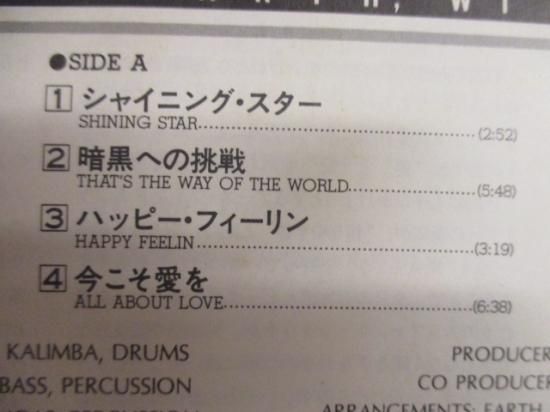 ●SIDE A
1 シャイニング・スター
SHINING STAR (2:52)
2 暗黒への挑戦
THAT'S THE WAY OF THE WORLD (5:48)
3 ハッピー・フィーリン
HAPPY FEELIN (3:19)
4 今こそ愛を
ALL ABOUT LOVE (6:38)
KALIMBA, DRUMS PRODUCER
BASS, PERCUSSION CO PRODUCER
PERCUSSION ARRANGEMENTS: EARTH